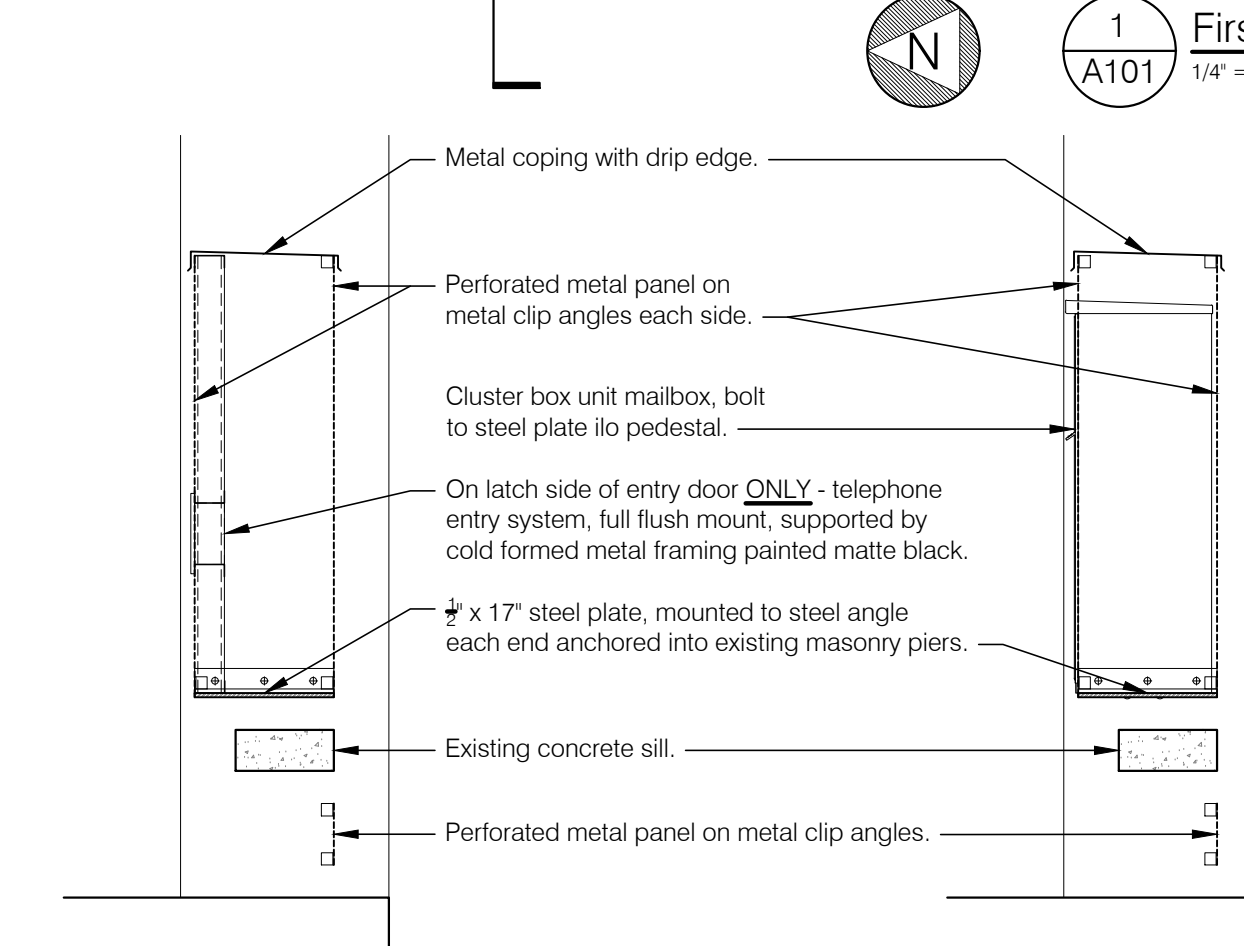 N
1
A101
Firs
1/4" =
Metal coping with drip edge.
Perforated metal panel on
metal clip angles each side.
Cluster box unit mailbox, bolt
to steel plate ilo pedestal.
On latch side of entry door ONLY - telephone
entry system, full flush mount, supported by
cold formed metal framing painted matte black.
1/2" x 17" steel plate, mounted to steel angle
each end anchored into existing masonry piers.
Existing concrete sill.
Perforated metal panel on metal clip angles.